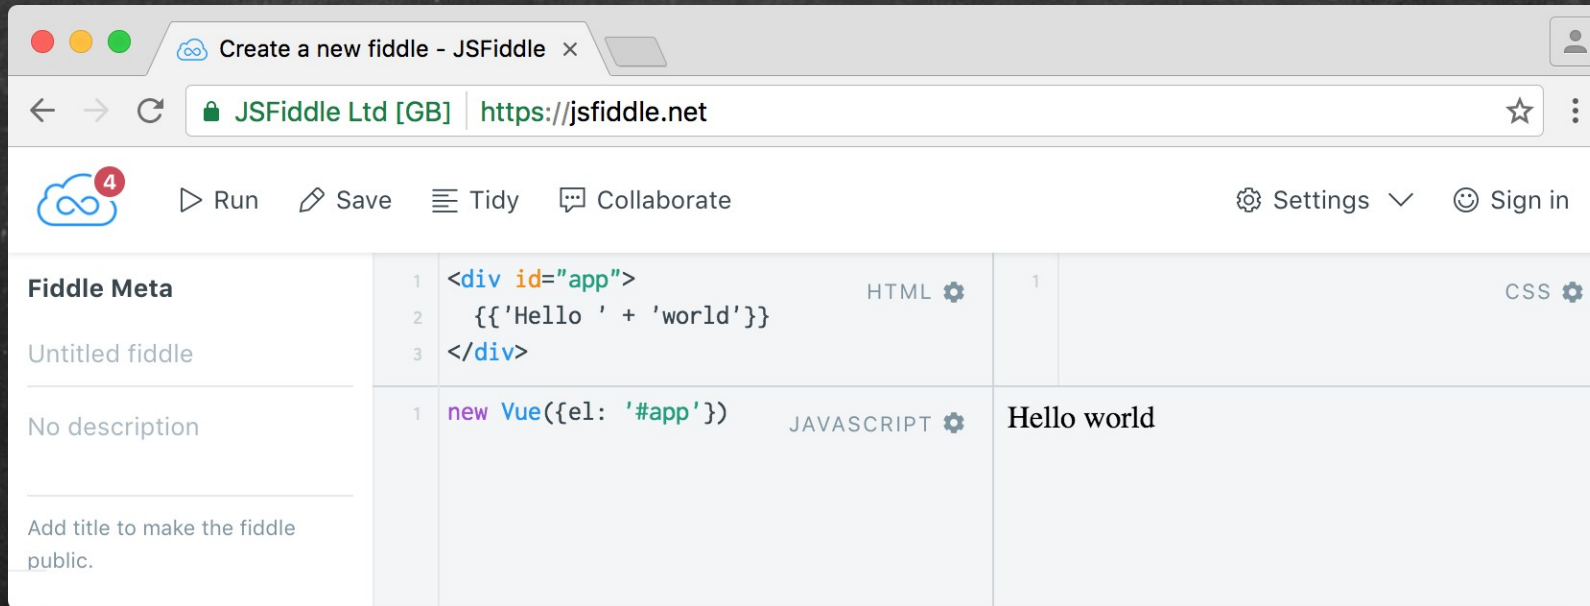 Create a new fiddle - JSFiddle ×
JSFiddle Ltd [GB] https://jsfiddle.net
4 Run Save Tidy Collaborate Settings Sign in
Fiddle Meta
Untitled fiddle
No description
Add title to make the fiddle
public.
1 <div id="app">
2   {{'Hello ' + 'world'}}
3 </div>
HTML
1
CSS
1 new Vue({el: '#app'})
JAVASCRIPT
Hello world